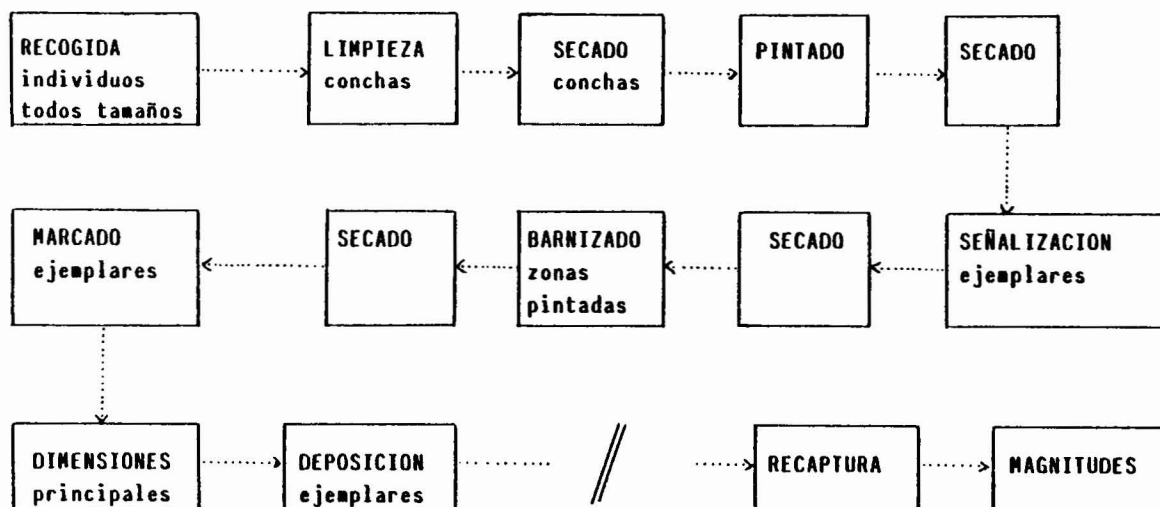 RECOGIDA
individuos
todos tamaños
LIMPIEZA
conchas
SECADO
conchas
PINTADO
SECADO
MARCADO
ejemplares
SECADO
BARNIZADO
zonas
pintadas
SECADO
SEÑALIZACION
ejemplares
DIMENSIONES
principales
DEPOSICION
ejemplares
RECAPTURA
MAGNITUDES